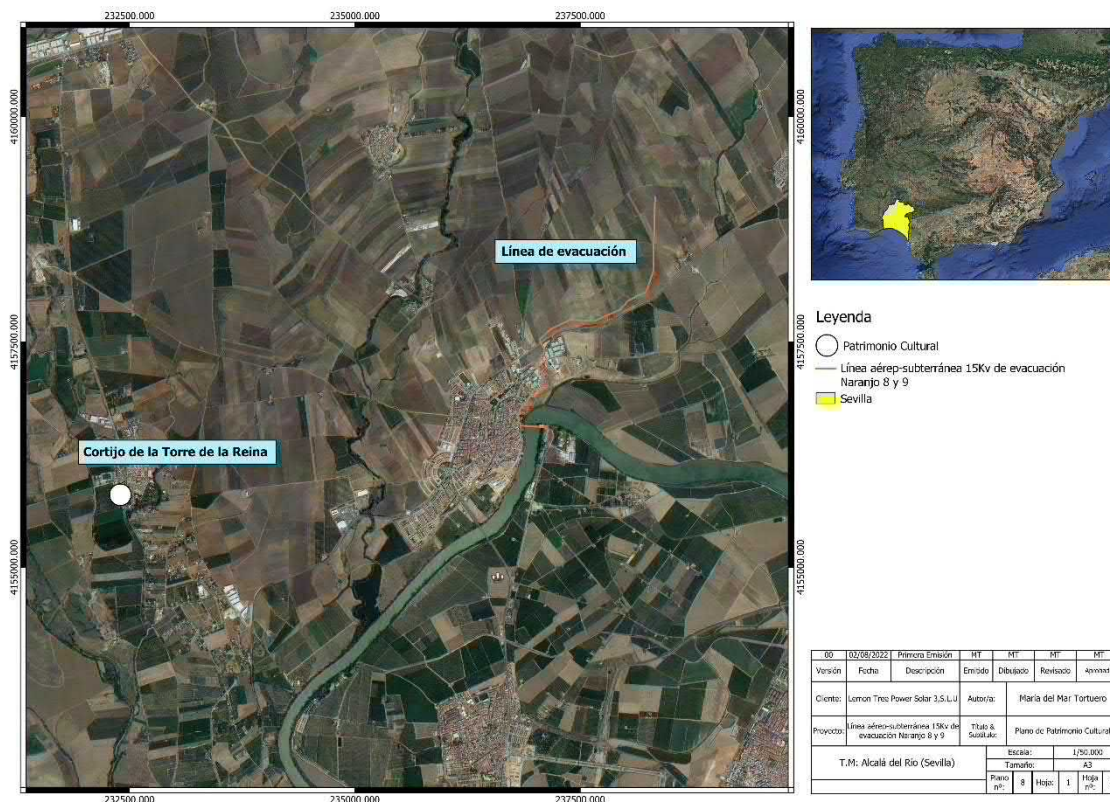 232500.000
235000.000
237500.000
4160000.000
4160000.000
Línea de evacuación
4157500.000
4157500.000
Cortijo de la Torre de la Reina
4155000.000
4155000.000
232500.000
235000.000
237500.000
Leyenda
Patrimonio Cultural
Línea aérep-subterránea 15Kv de evacuación
Naranjo 8 y 9
Sevilla
00 02/08/2022 Primera Emisión MT MT MT MT
Versión Fecha Descripción Emitido Dibujado Revisado Aprobad
Cliente: Lemon Tree Power Solar 3,S.L.U Autor/a: María del Mar Tortuero
Proyecto: Línea aéreo-subterránea 15Kv de
evacuación Naranjo 8 y 9
Título &
Subtítulo:
Plano de Patrimonio Cultural
T.M: Alcalá del Río (Sevilla)
Escala: 1/50.000
Tamaño: A3
Plano
nº: 8 Hoja: 1 Hoja
nº: